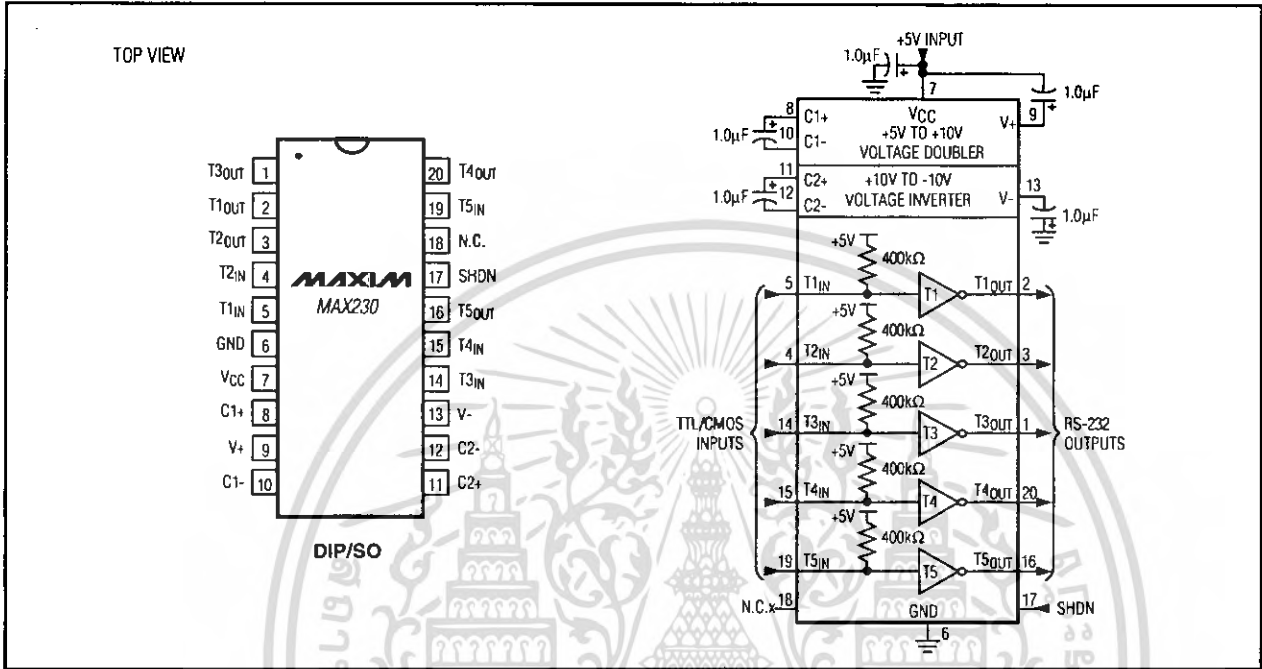 TOP VIEW
T3OUT 1
T1OUT 2
T2OUT 3
T2IN 4
T1IN 5
GND 6
VCC 7
C1+ 8
V+ 9
C1- 10
20 T4OUT
19 T5IN
18 N.C.
17 SHDN
16 T5OUT
15 T4IN
14 T3IN
13 V-
12 C2-
11 C2+
MAXIM
MAX230
DIP/SO
+5V INPUT
1.0µF
7
1.0µF
8 C1+
1.0µF 10 C1-
VCC
+5V TO +10V
VOLTAGE DOUBLER
V+ 9
11 C2+
1.0µF 12 C2-
+10V TO -10V
VOLTAGE INVERTER
V- 13
1.0µF
+5V
400kΩ
5 T1IN T1 T1OUT 2
+5V
400kΩ
4 T2IN T2 T2OUT 3
+5V
400kΩ
TTL/CMOS
INPUTS
14 T3IN T3 T3OUT 1
RS-232
OUTPUTS
+5V
400kΩ
15 T4IN T4 T4OUT 20
+5V
400kΩ
19 T5IN T5 T5OUT 16
N.C.x 18
GND
17 SHDN
6